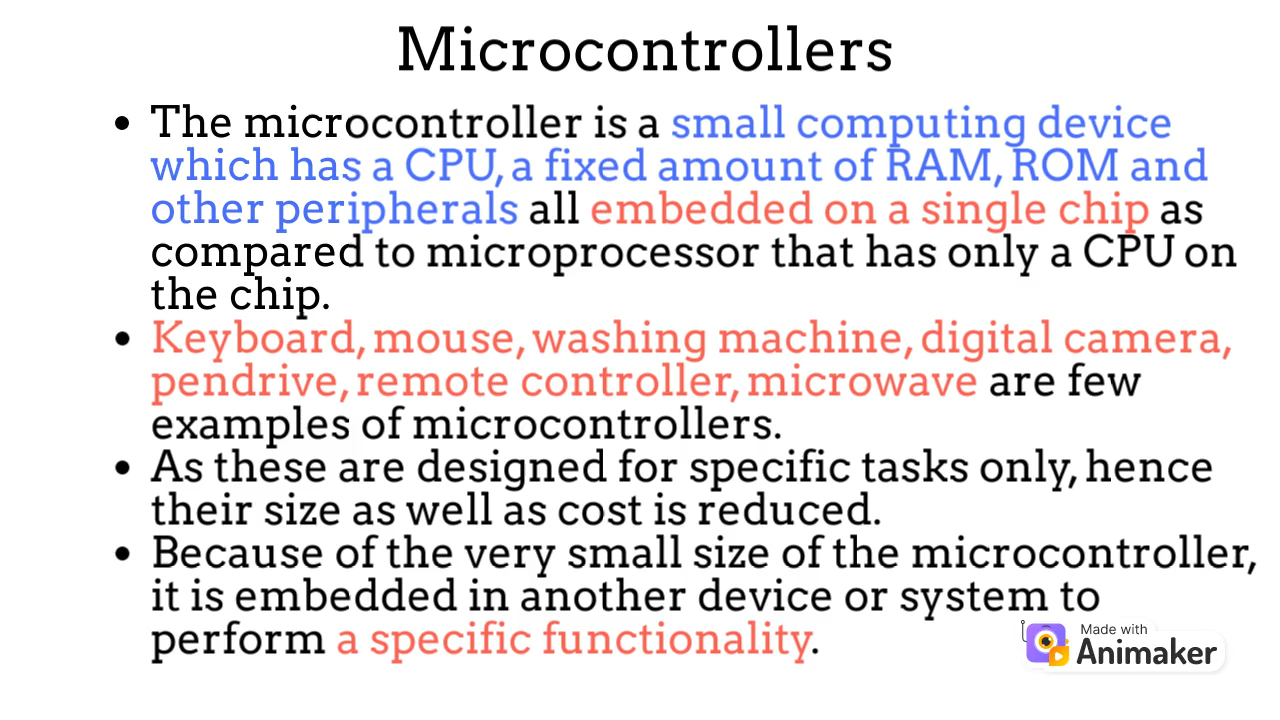 Microcontrollers
• The microcontroller is a small computing device
which has a CPU, a fixed amount of RAM, ROM and
other peripherals all embedded on a single chip as
compared to microprocessor that has only a CPU on
the chip.
• Keyboard, mouse, washing machine, digital camera,
pendrive, remote controller, microwave are few
examples of microcontrollers.
• As these are designed for specific tasks only, hence
their size as well as cost is reduced.
• Because of the very small size of the microcontroller,
it is embedded in another device or system to
perform a specific functionality.
Made with
Animaker